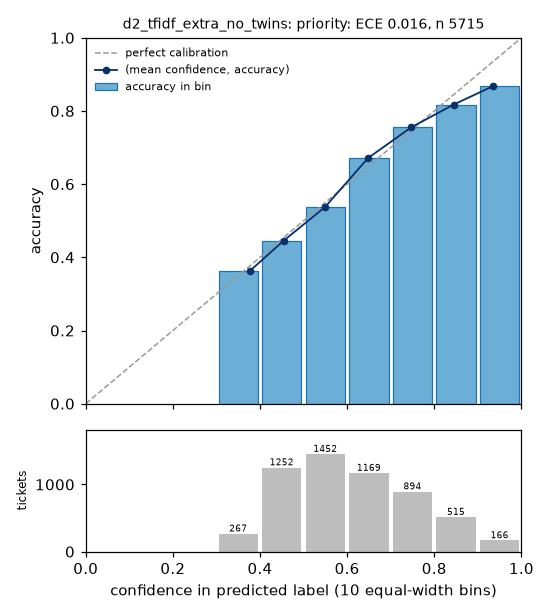 d2_tfidf_extra_no_twins: priority: ECE 0.016, n 5715
perfect calibration
(mean confidence, accuracy)
accuracy in bin
accuracy
1.0
0.8
0.6
0.4
0.2
0.0
tickets
1000
0
267
1252
1452
1169
894
515
166
0.0 0.2 0.4 0.6 0.8 1.0
confidence in predicted label (10 equal-width bins)